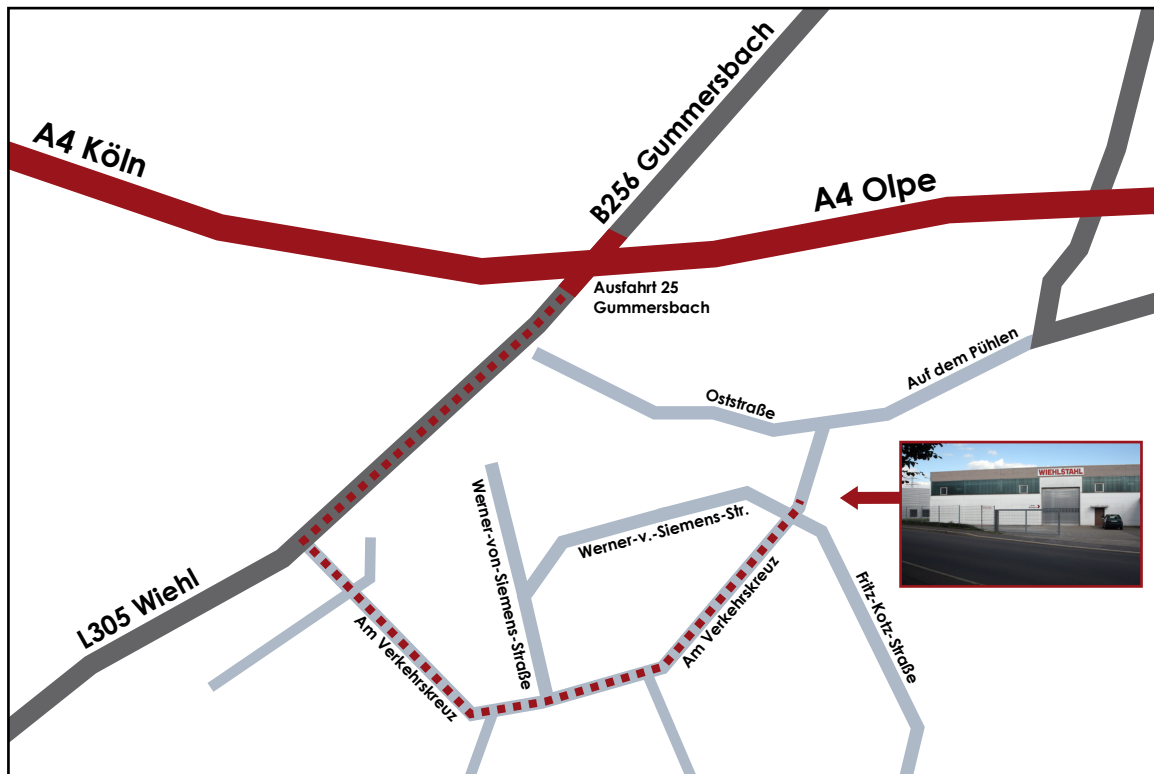 A4 Köln
B256 Gummersbach
A4 Olpe
Ausfahrt 25
Gummersbach
Auf dem Pühlen
Oststraße
WIEHLSTAHL
Werner-von-Siemens-Straße
Werner-v.-Siemens-Str.
Fritz-Kotz-Straße
L305 Wiehl
Am Verkehrskreuz
Am Verkehrskreuz